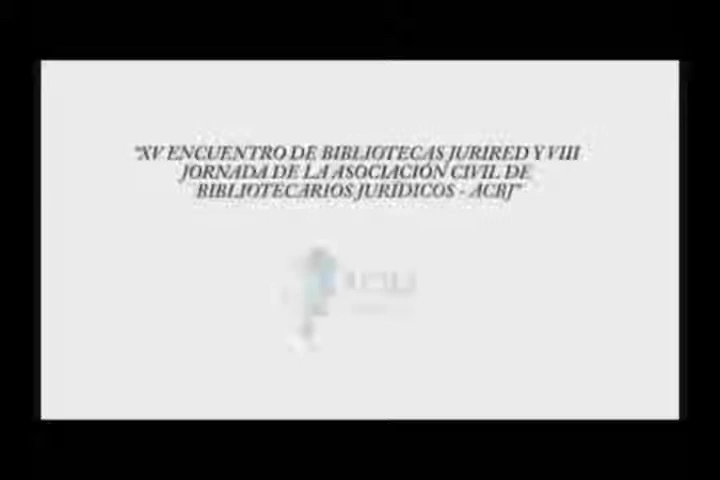 "XV ENCUENTRO DE BIBLIOTECAS JURIRED Y VIII
JORNADA DE LA ASOCIACIÓN CIVIL DE
BIBLIOTECARIOS JURÍDICOS - ACBJ"